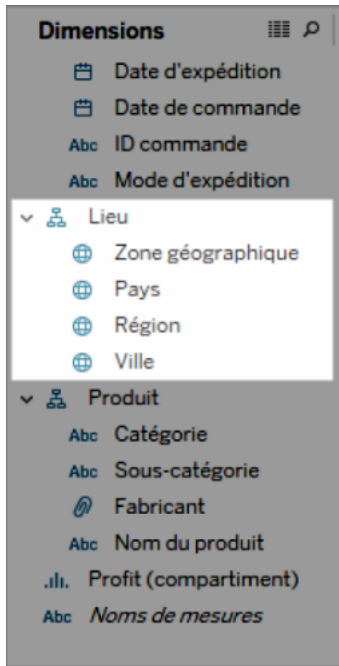 Dimensions
Date d'expédition
Date de commande
Abc ID commande
Abc Mode d'expédition
Lieu
Zone géographique
Pays
Région
Ville
Produit
Abc Catégorie
Abc Sous-catégorie
Fabricant
Abc Nom du produit
Profit (compartiment)
Abc Noms de mesures